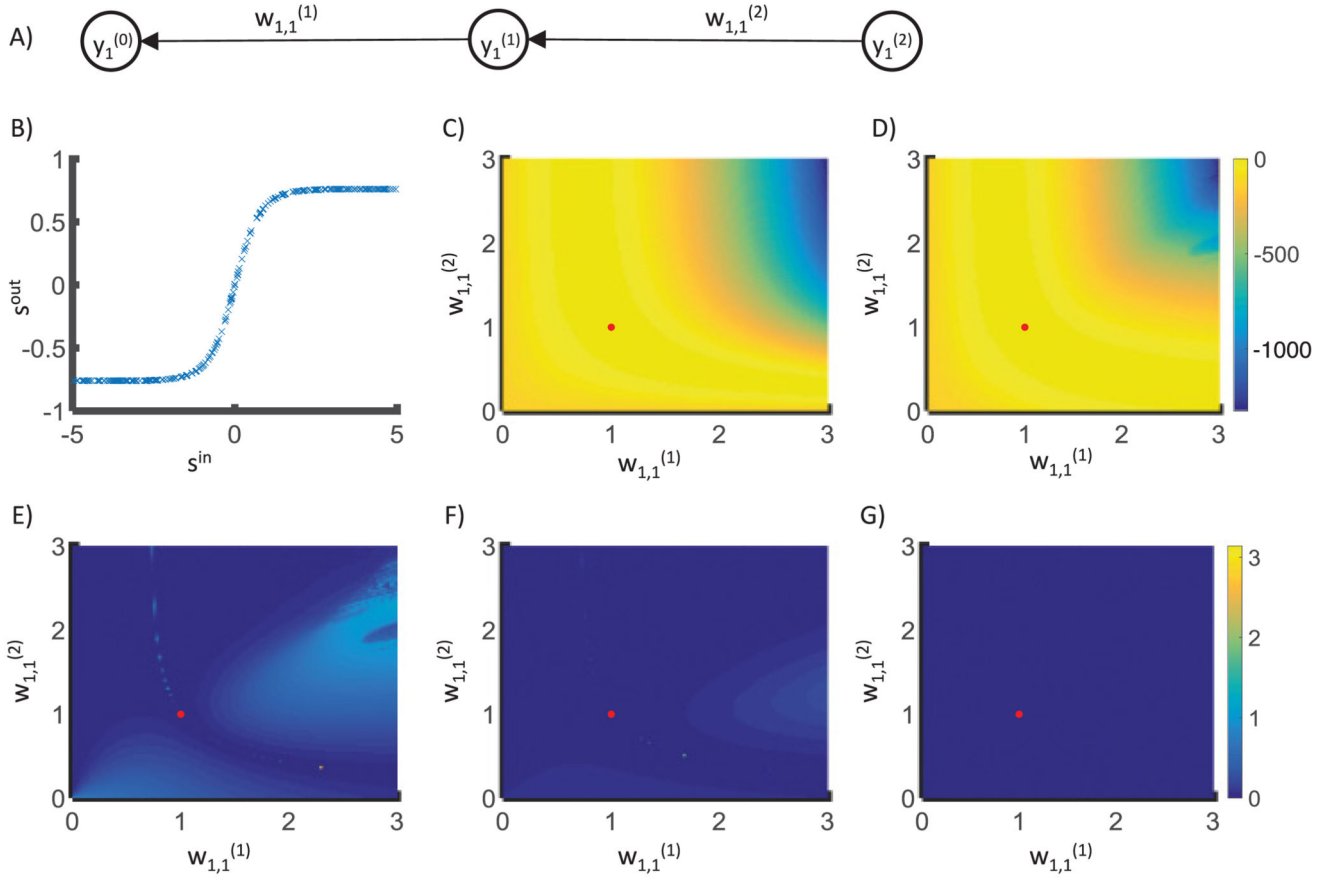 A) y₁⁽⁰⁾ w₁,₁⁽¹⁾ y₁⁽¹⁾ w₁,₁⁽²⁾ y₁⁽²⁾
B)
1
0.5
0
-0.5
-1
-5 0 5
sᵒᵘᵗ
sⁱⁿ
C)
3
2
1
0
0 1 2 3
w₁,₁⁽²⁾
w₁,₁⁽¹⁾
D)
3
2
1
0
0 1 2 3
w₁,₁⁽²⁾
w₁,₁⁽¹⁾
0
-500
-1000
E)
3
2
1
0
0 1 2 3
w₁,₁⁽²⁾
w₁,₁⁽¹⁾
F)
3
2
1
0
0 1 2 3
w₁,₁⁽²⁾
w₁,₁⁽¹⁾
G)
3
2
1
0
0 1 2 3
w₁,₁⁽²⁾
w₁,₁⁽¹⁾
3
2
1
0